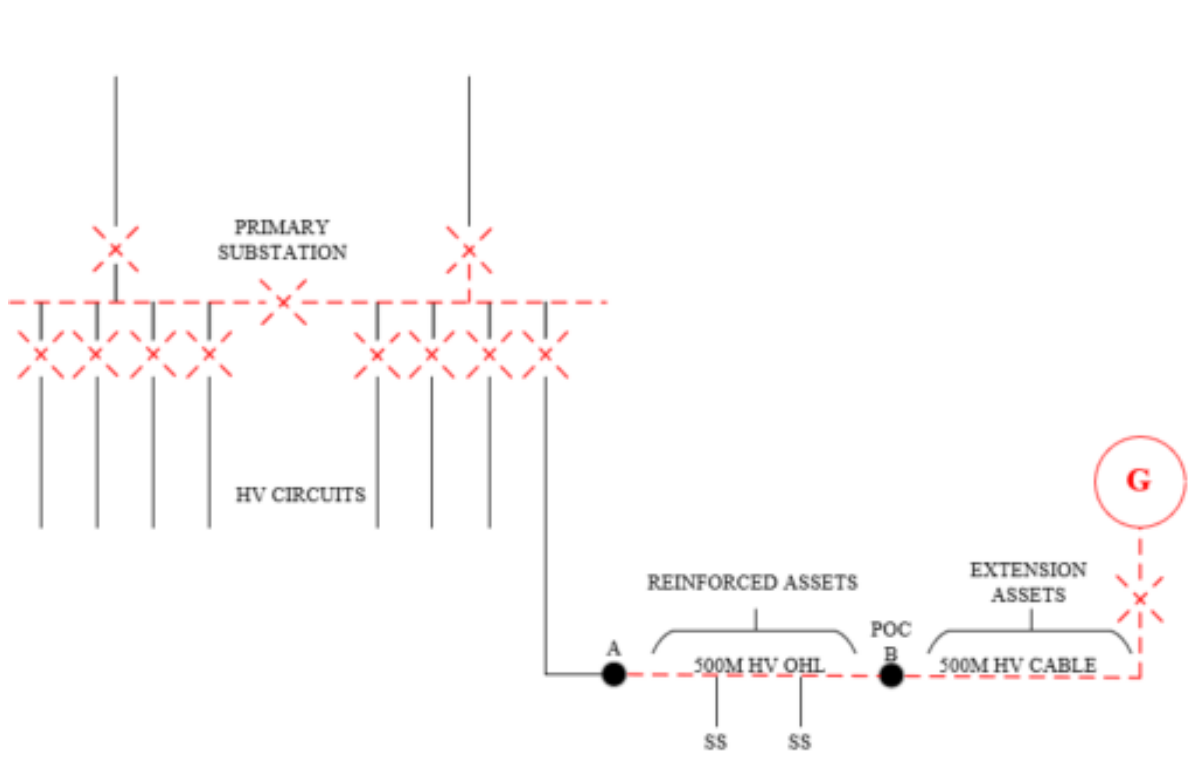 PRIMARY
SUBSTATION
HV CIRCUITS
G
REINFORCED ASSETS
EXTENSION
ASSETS
A
500M HV OHL
POC
B
500M HV CABLE
SS
SS